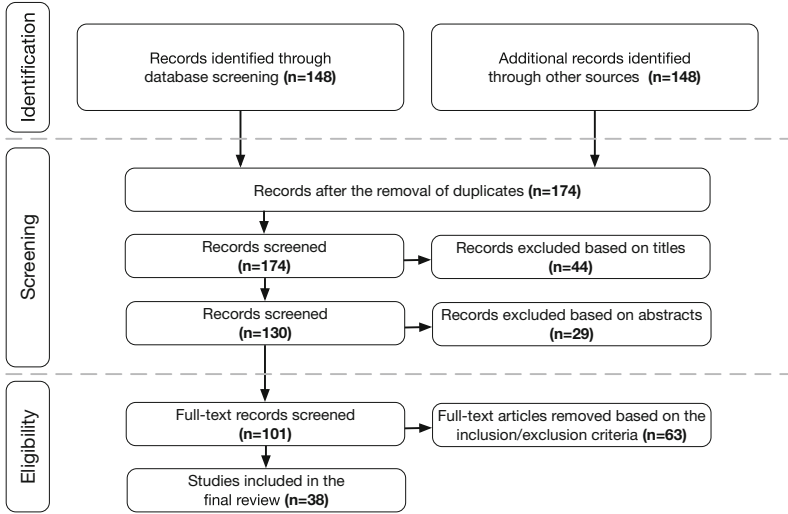 Identification
Records identified through
database screening (n=148)
Additional records identified
through other sources (n=148)
Screening
Records after the removal of duplicates (n=174)
Records screened
(n=174)
Records excluded based on titles
(n=44)
Records screened
(n=130)
Records excluded based on abstracts
(n=29)
Eligibility
Full-text records screened
(n=101)
Full-text articles removed based on the
inclusion/exclusion criteria (n=63)
Studies included in the
final review (n=38)